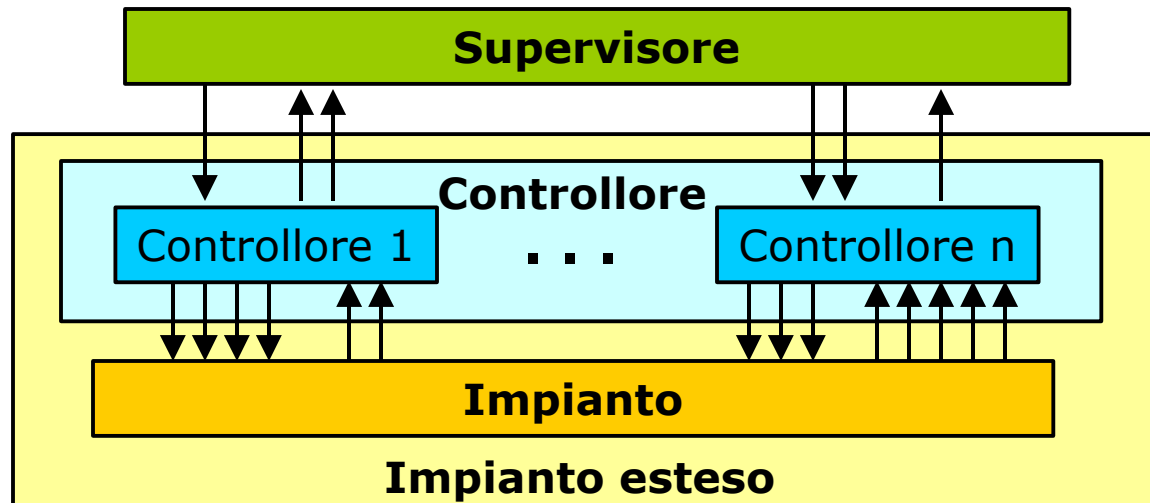 Supervisore
Controllore
Controllore 1
. . .
Controllore n
Impianto
Impianto esteso